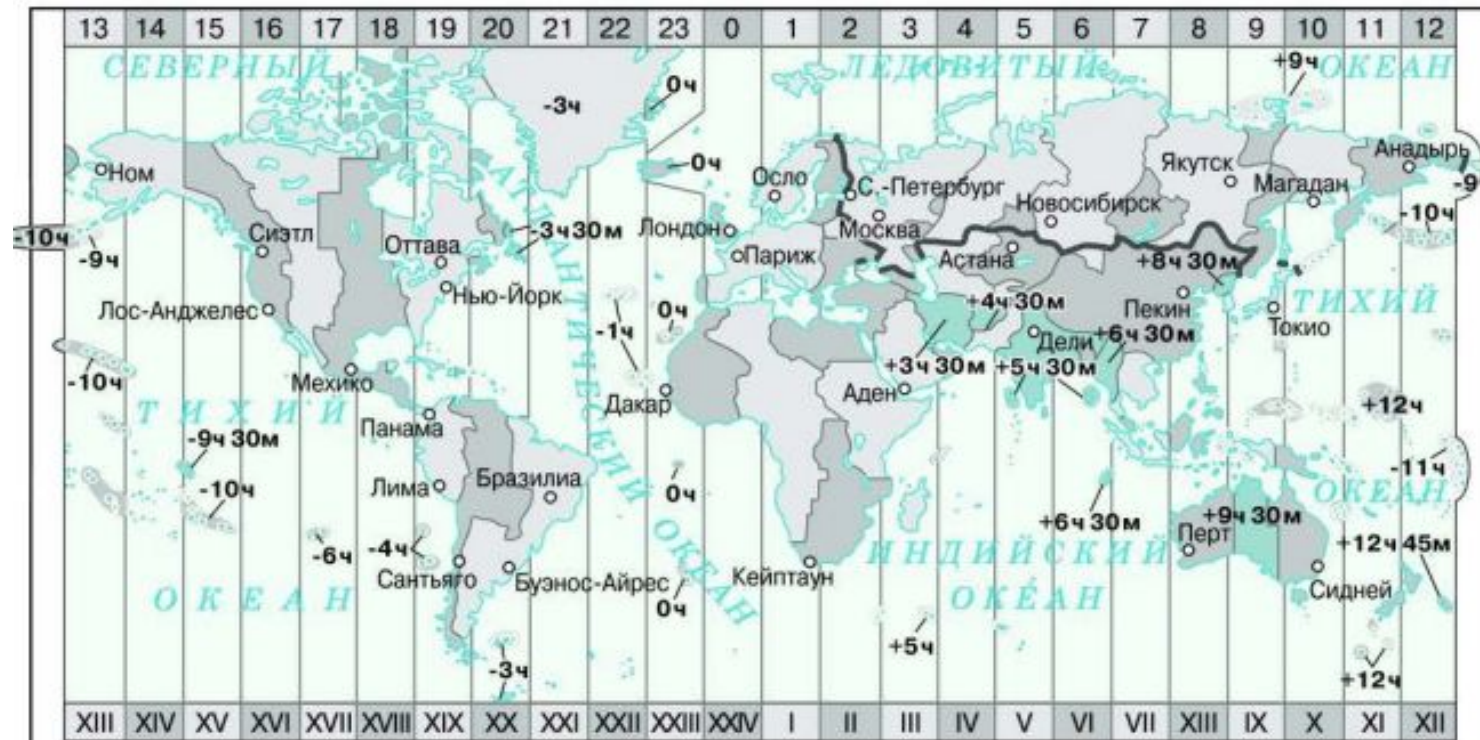 13 14 15 16 17 18 19 20 21 22 23 0 1 2 3 4 5 6 7 8 9 10 11 12
СЕВЕРНЫЙ ЛЕДОВИТЫЙ ОКЕАН
+9ч
-3ч
0ч
0ч
Ном
Осло
С.-Петербург
Якутск
Анадырь
Магадан
-9
Новосибирск
Москва
-10ч
-9ч
Сиэтл
Оттава
-3ч 30м
Лондон
Париж
Астана
+8ч 30м
-10ч
АТЛАНТИЧЕСКИЙ ОКЕАН
Лос-Анджелес
Нью-Йорк
-1ч
0ч
+4ч 30м
Пекин
ТИХИЙ
Токио
Дели
+6ч 30м
+3ч 30м
+5ч 30м
-10ч
Мехико
Дакар
Аден
+12ч
ТИХИЙ
Панама
-9ч 30м
-10ч
Лима
Бразилиа
0ч
-11ч
ОКЕАН
+6ч 30м
+9ч 30м
Перт
-6ч
-4ч
Сантьяго
Буэнос-Айрес
Кейптаун
ИНДИЙСКИЙ
+12ч 45м
Сидней
ОКЕАН
0ч
ОКЕАН
-3ч
+5ч
+12ч
XIII XIV XV XVI XVII XVIII XIX XX XXI XXII XXIII XXIV I II III IV V VI VII XIII IX X XI XII